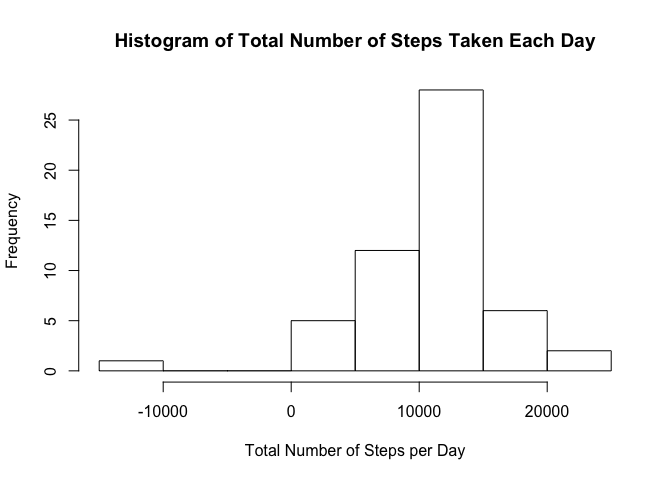 Histogram of Total Number of Steps Taken Each Day
Frequency
25
20
15
10
5
0
-10000 0 10000 20000
Total Number of Steps per Day